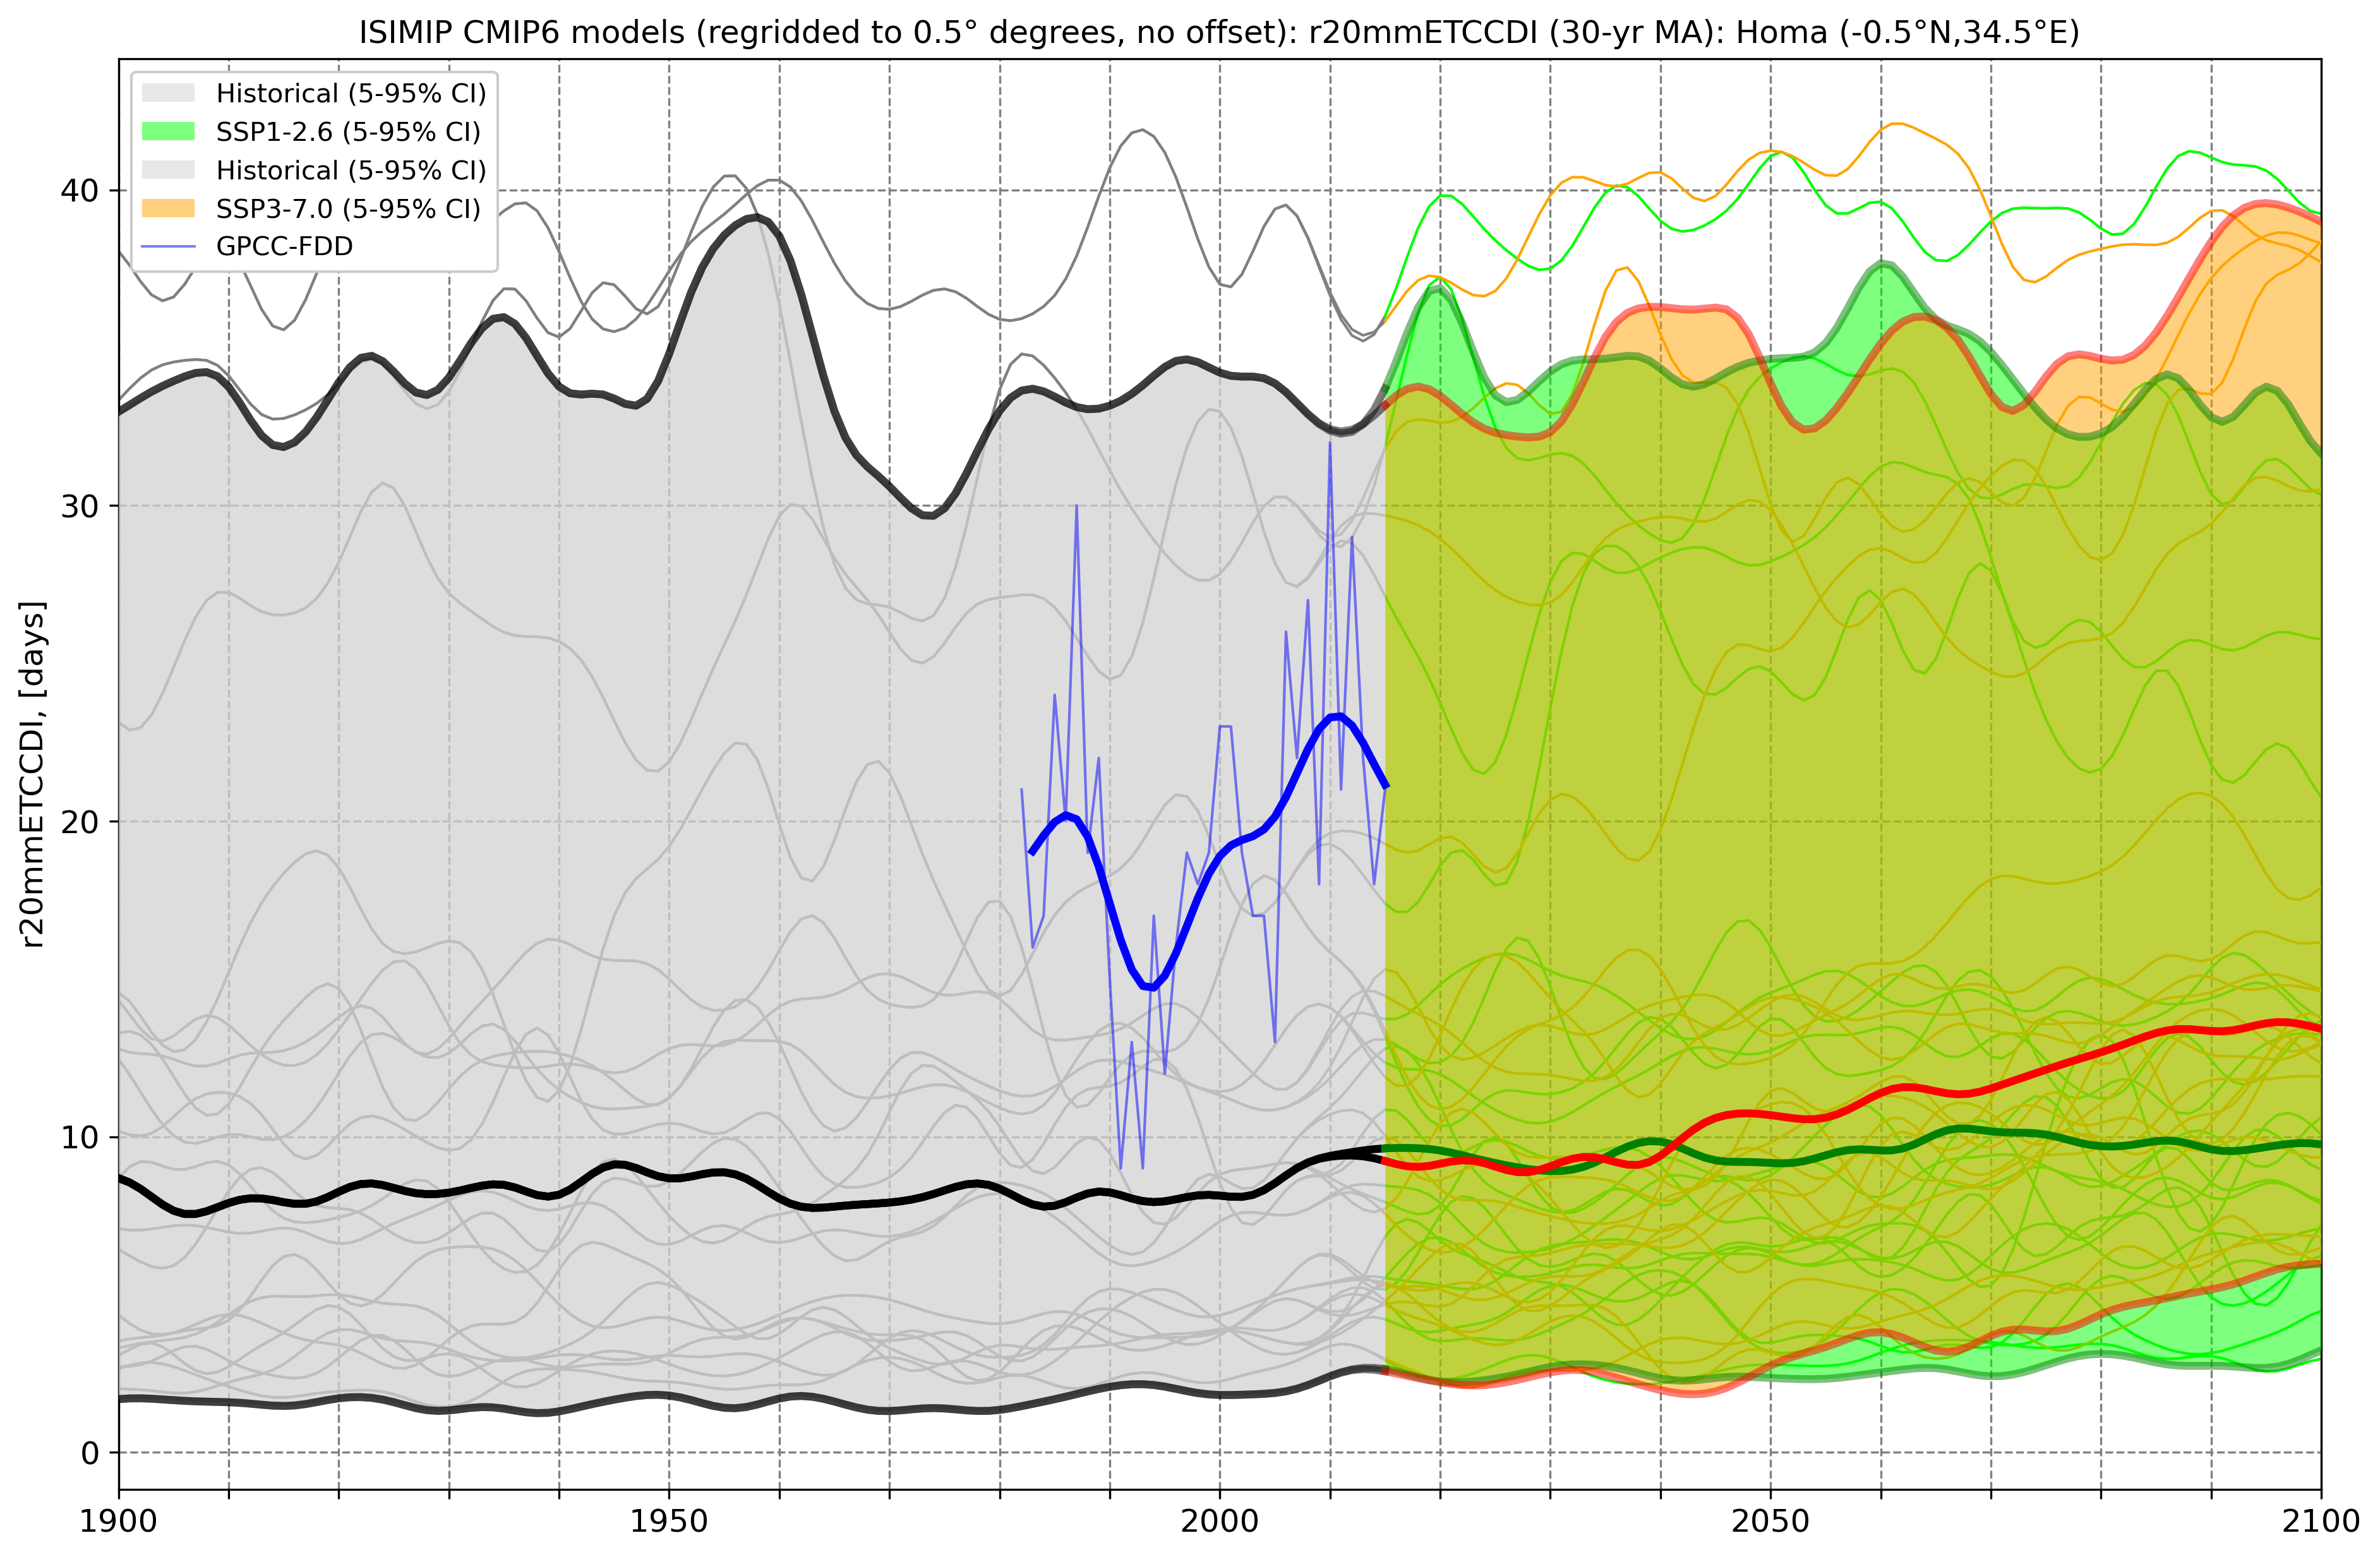 ISIMIP CMIP6 models (regridded to 0.5° degrees, no offset): r20mmETCCDI (30-yr MA): Homa (-0.5°N,34.5°E)
Historical (5-95% CI)
SSP1-2.6 (5-95% CI)
Historical (5-95% CI)
SSP3-7.0 (5-95% CI)
GPCC-FDD
r20mmETCCDI, [days]
40
30
20
10
0
1900
1950
2000
2050
2100